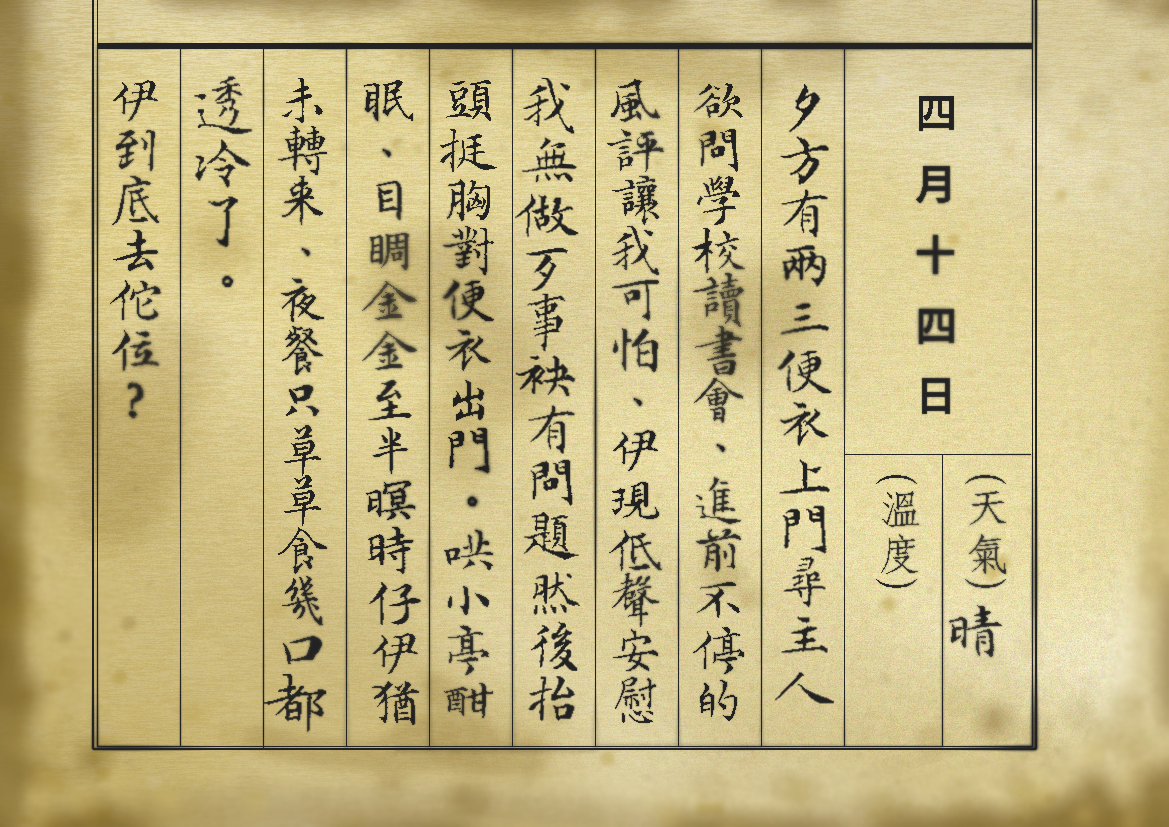 四月十四日
(天氣)晴
(溫度)
夕方有兩三便衣上門尋主人
欲問學校讀書會、進前不停的
風評讓我可怕、伊現低聲安慰
我無做歹事袂有問題然後抬
頭挺胸對便衣出門。哄小亭酣
眠、目睭金金至半暝時仔伊猶
未轉来、夜餐只草草食幾口都
透冷了。
伊到底去佗位?